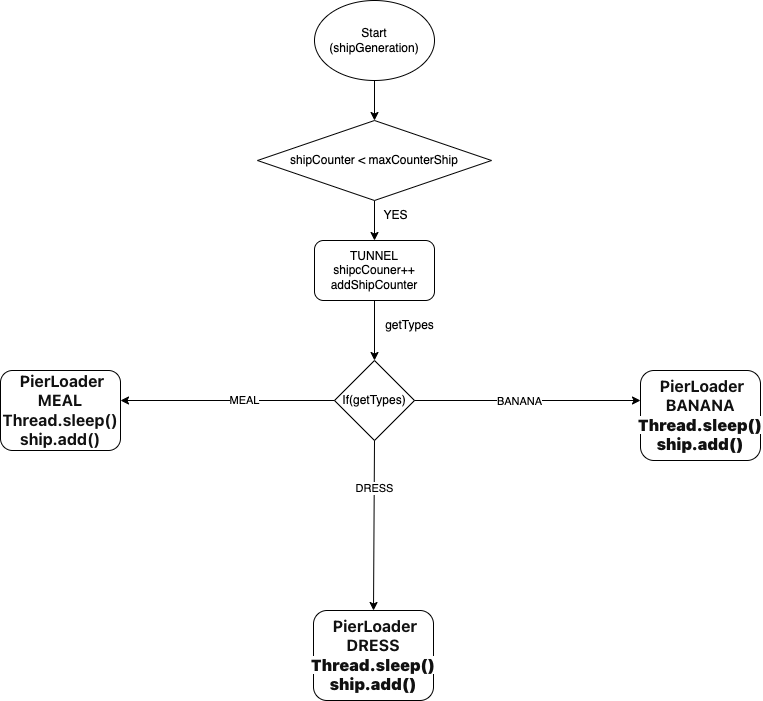 Start
(shipGeneration)
shipCounter < maxCounterShip
YES
TUNNEL
shipcCouner++
addShipCounter
getTypes
If(getTypes)
MEAL
BANANA
DRESS
PierLoader
MEAL
Thread.sleep()
ship.add()
PierLoader
BANANA
Thread.sleep()
ship.add()
PierLoader
DRESS
Thread.sleep()
ship.add()